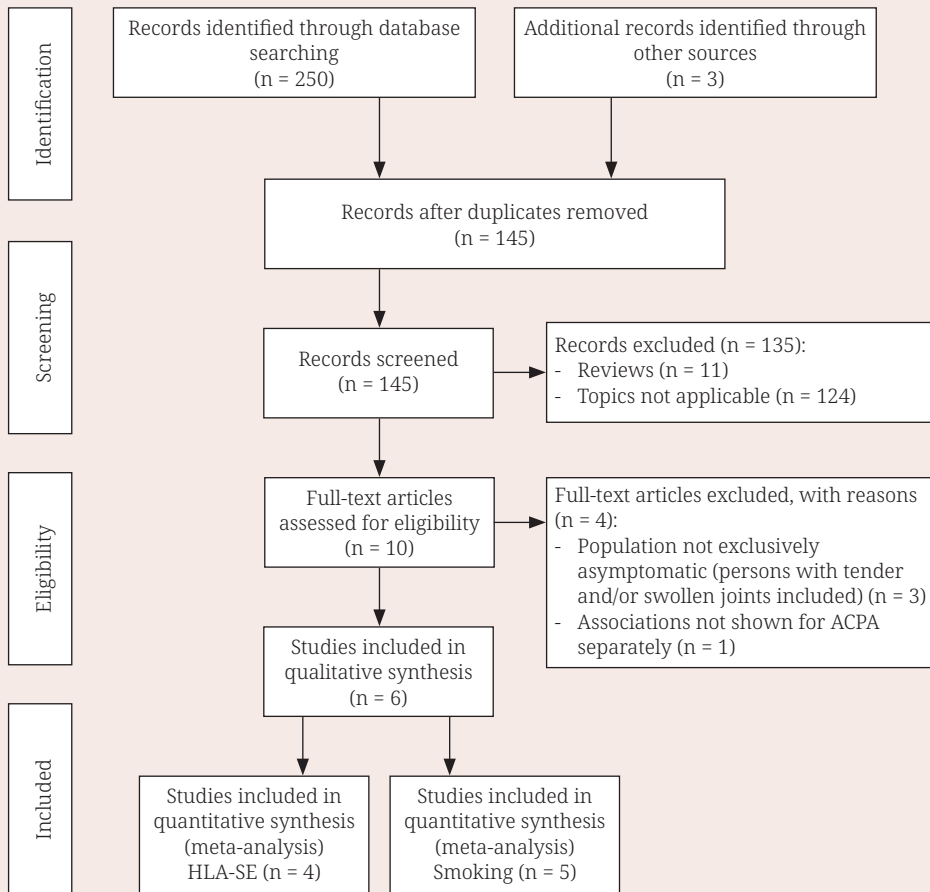 Identification
Records identified through database
searching
(n = 250)
Additional records identified through
other sources
(n = 3)
Records after duplicates removed
(n = 145)
Screening
Records screened
(n = 145)
Records excluded (n = 135):
- Reviews (n = 11)
- Topics not applicable (n = 124)
Eligibility
Full-text articles
assessed for eligibility
(n = 10)
Full-text articles excluded, with reasons
(n = 4):
- Population not exclusively
asymptomatic (persons with tender
and/or swollen joints included) (n = 3)
- Associations not shown for ACPA
separately (n = 1)
Studies included in
qualitative synthesis
(n = 6)
Included
Studies included in
quantitative synthesis
(meta-analysis)
HLA-SE (n = 4)
Studies included in
quantitative synthesis
(meta-analysis)
Smoking (n = 5)